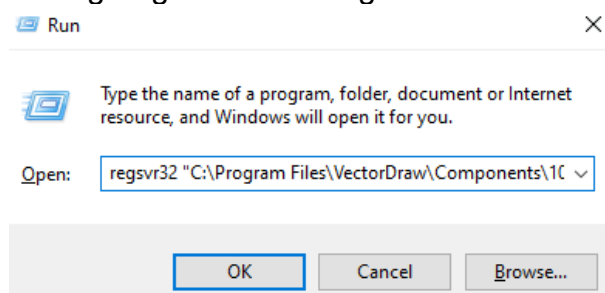 Run
Type the name of a program, folder, document or Internet
resource, and Windows will open it for you.
Open:
regsvr32 "C:\Program Files\VectorDraw\Components\10
OK
Cancel
Browse...